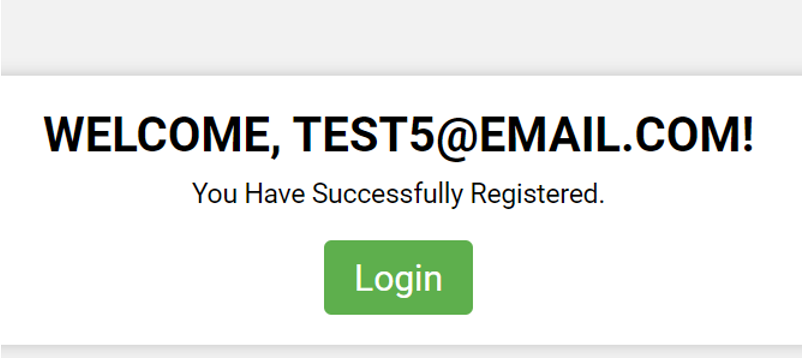 WELCOME, TEST5@EMAIL.COM!
You Have Successfully Registered.
Login